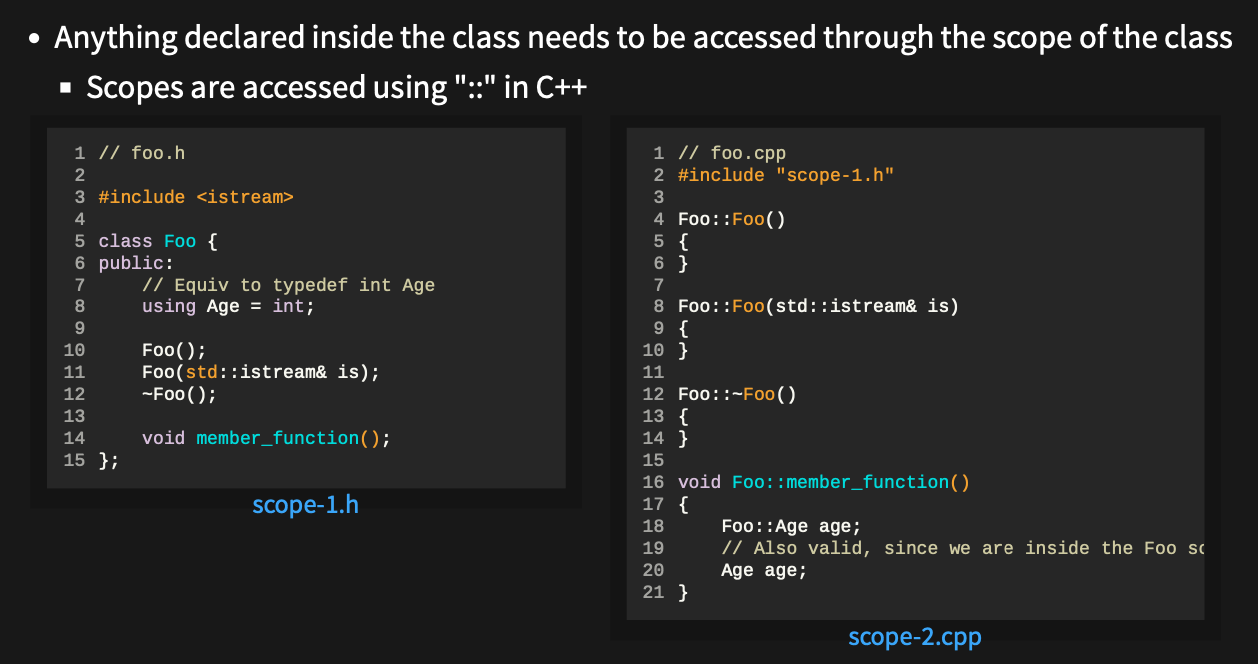 • Anything declared inside the class needs to be accessed through the scope of the class
▪ Scopes are accessed using "::" in C++
1 // foo.h
2
3 #include <istream>
4
5 class Foo {
6 public:
7     // Equiv to typedef int Age
8     using Age = int;
9
10     Foo();
11     Foo(std::istream& is);
12     ~Foo();
13
14     void member_function();
15 };
scope-1.h
1 // foo.cpp
2 #include "scope-1.h"
3
4 Foo::Foo()
5 {
6 }
7
8 Foo::Foo(std::istream& is)
9 {
10 }
11
12 Foo::~Foo()
13 {
14 }
15
16 void Foo::member_function()
17 {
18     Foo::Age age;
19     // Also valid, since we are inside the Foo sc
20     Age age;
21 }
scope-2.cpp